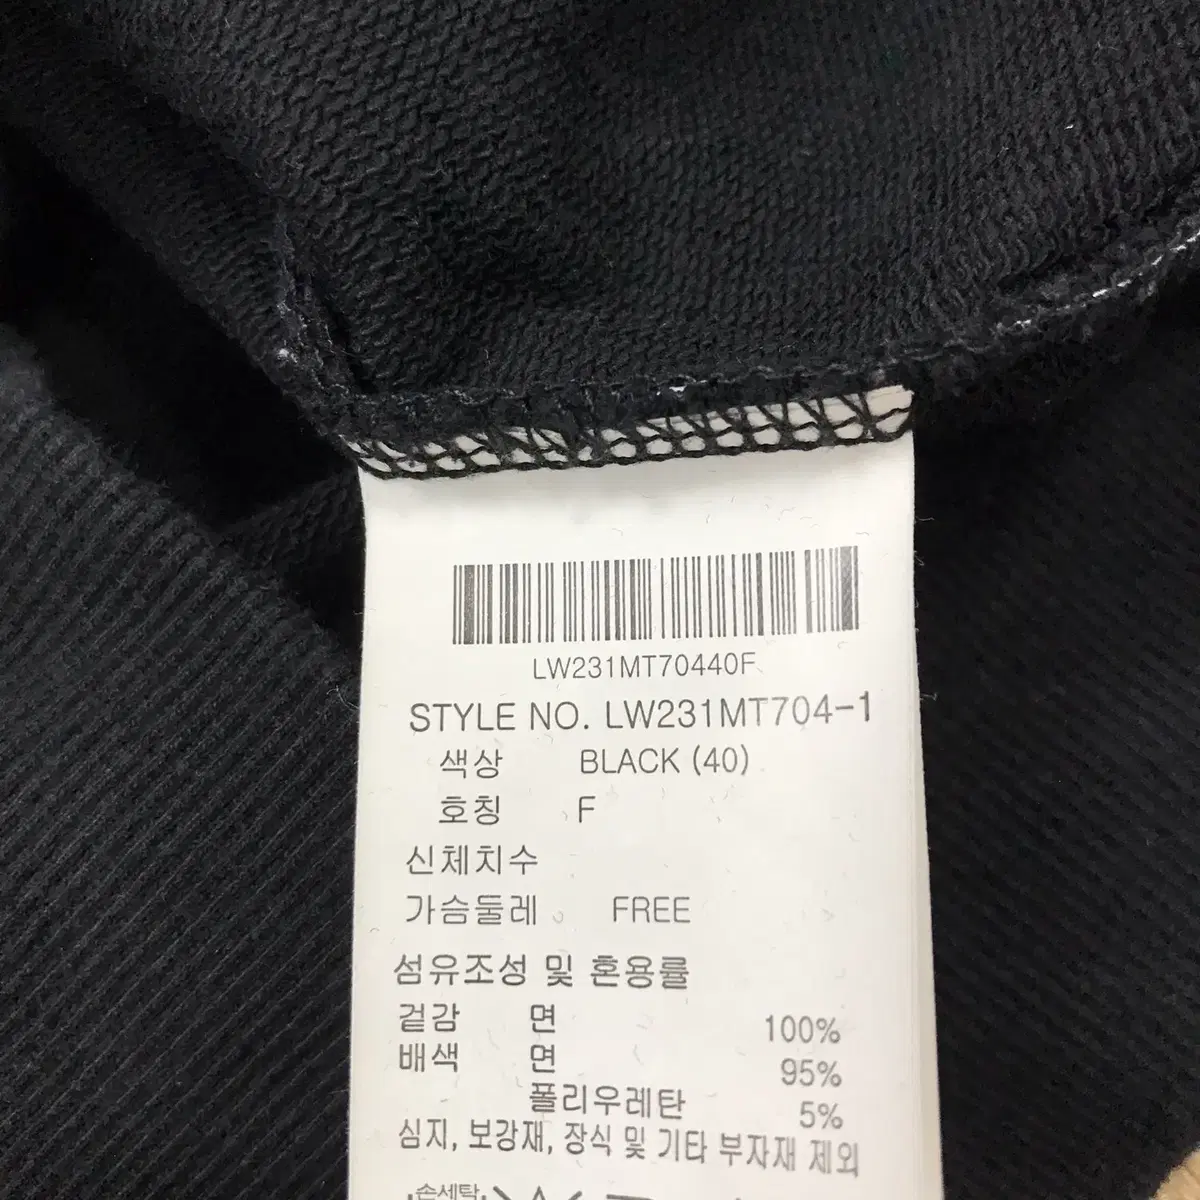 LW231MT70440F
STYLE NO. LW231MT704-1
색상 BLACK (40)
호칭 F
신체치수
가슴둘레 FREE
섬유조성 및 혼용률
겉감 면 100%
배색 면 95%
폴리우레탄 5%
심지, 보강재, 장식 및 기타 부자재 제외
손세탁